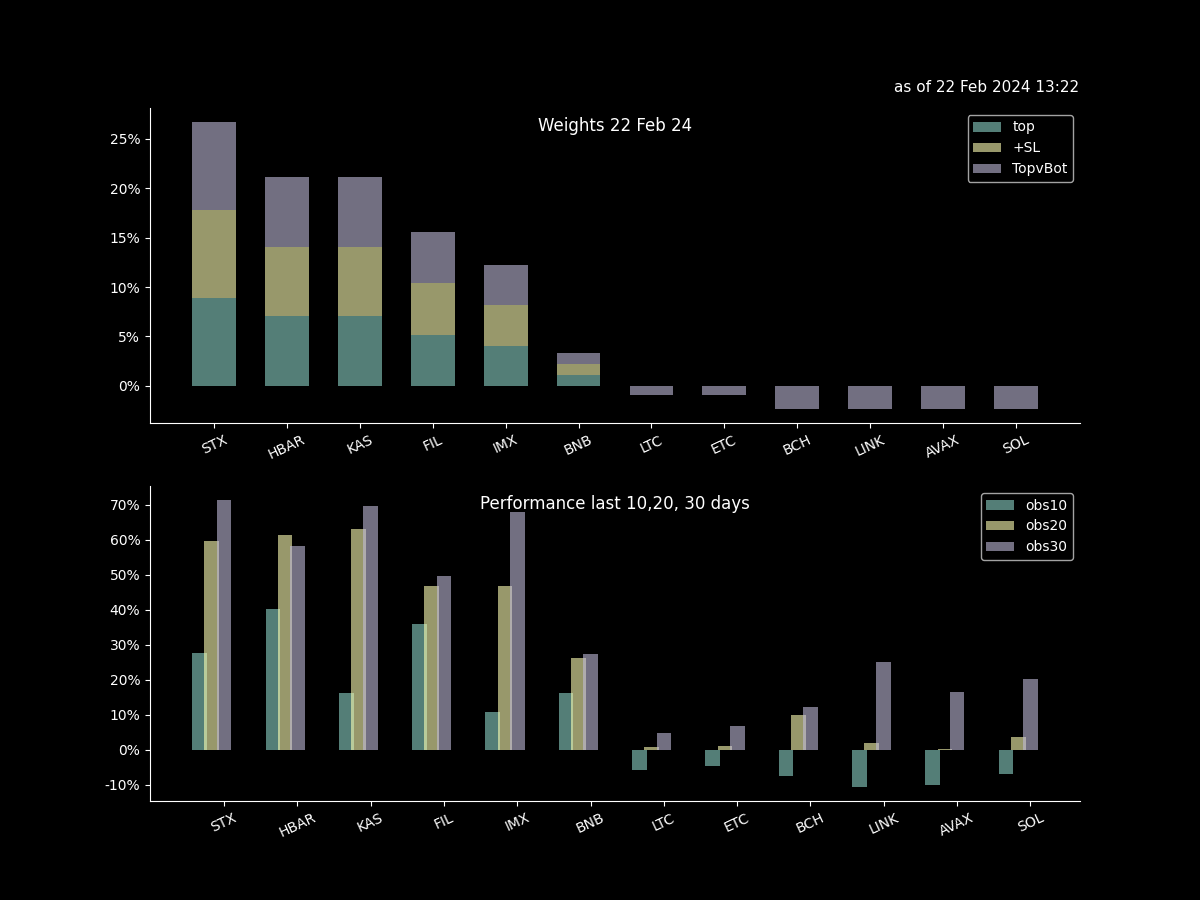 as of 22 Feb 2024 13:22
Weights 22 Feb 24
top
+SL
TopvBot
25%
20%
15%
10%
5%
0%
STX HBAR KAS FIL IMX BNB LTC ETC BCH LINK AVAX SOL
Performance last 10,20, 30 days
obs10
obs20
obs30
70%
60%
50%
40%
30%
20%
10%
0%
-10%
STX HBAR KAS FIL IMX BNB LTC ETC BCH LINK AVAX SOL